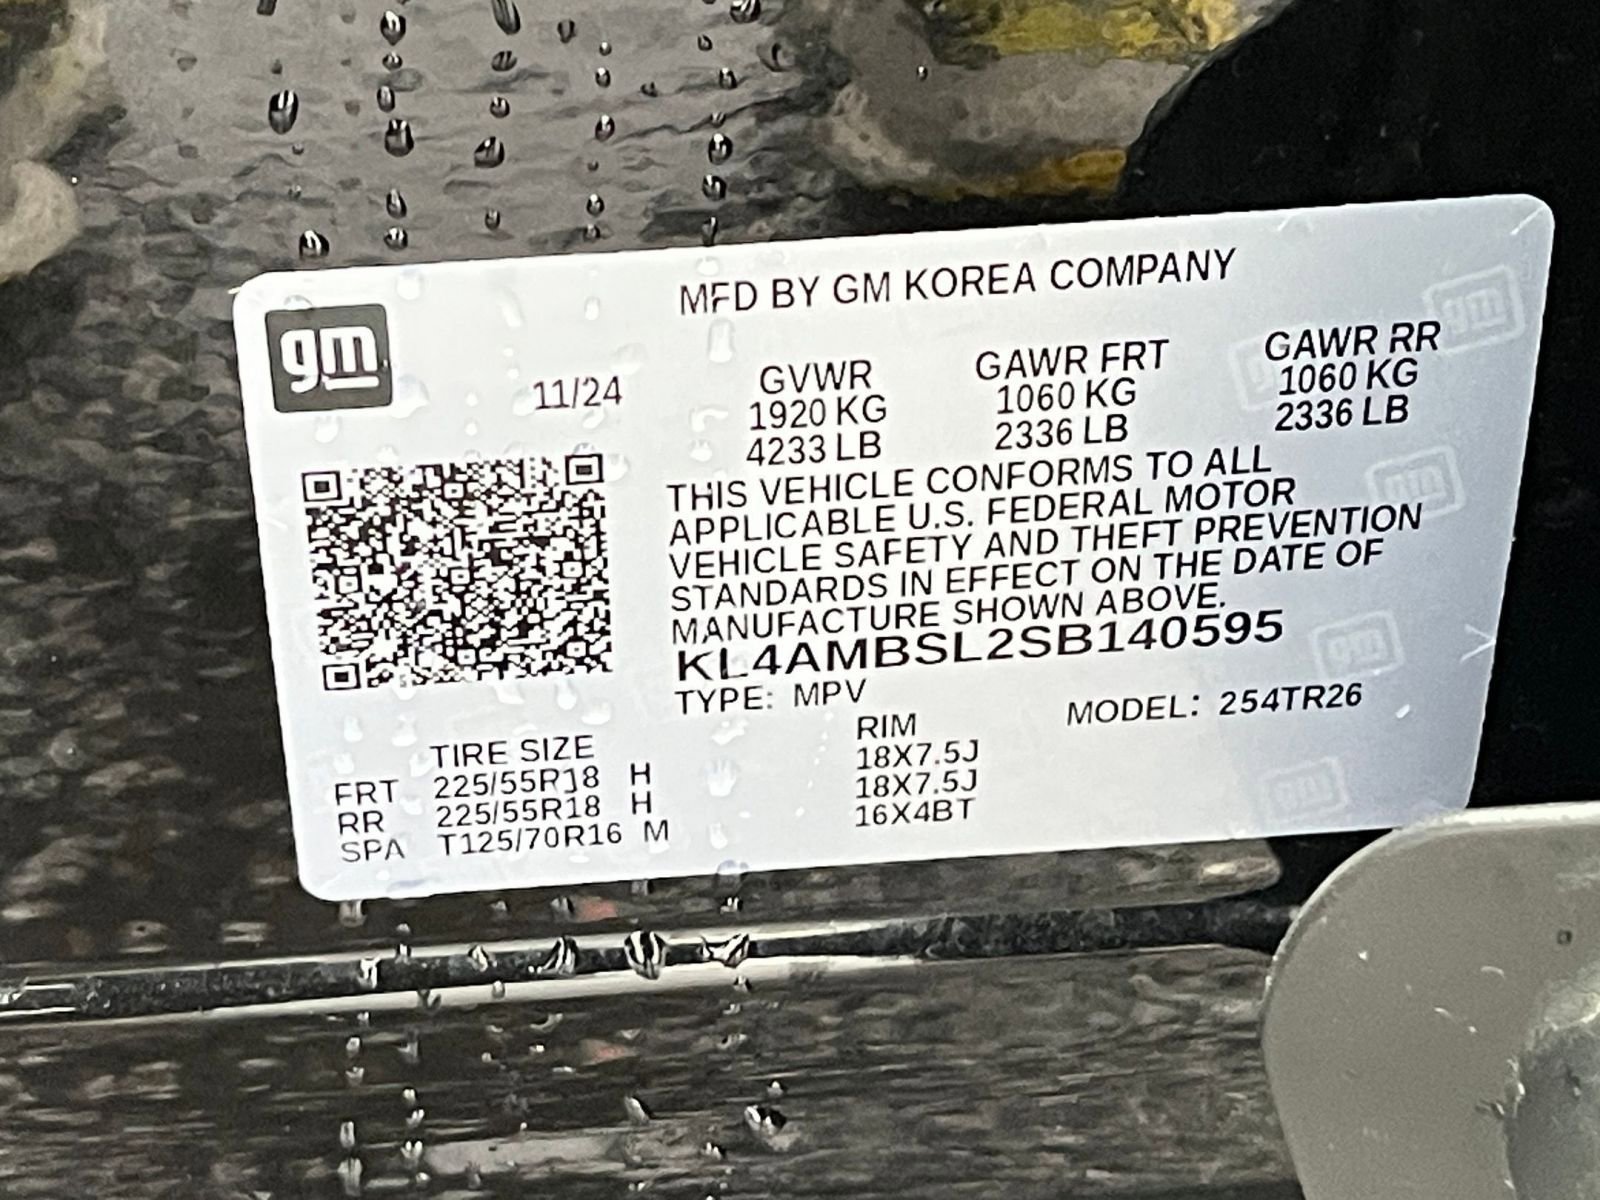 MFD BY GM KOREA COMPANY
gm
11/24
GVWR GAWR FRT GAWR RR
1920 KG 1060 KG 1060 KG
4233 LB 2336 LB 2336 LB
THIS VEHICLE CONFORMS TO ALL
APPLICABLE U.S. FEDERAL MOTOR
VEHICLE SAFETY AND THEFT PREVENTION
STANDARDS IN EFFECT ON THE DATE OF
MANUFACTURE SHOWN ABOVE.
KL4AMBSL2SB140595
TYPE: MPV MODEL: 254TR26
TIRE SIZE RIM
FRT 225/55R18 H 18X7.5J
RR 225/55R18 H 18X7.5J
SPA T125/70R16 M 16X4BT